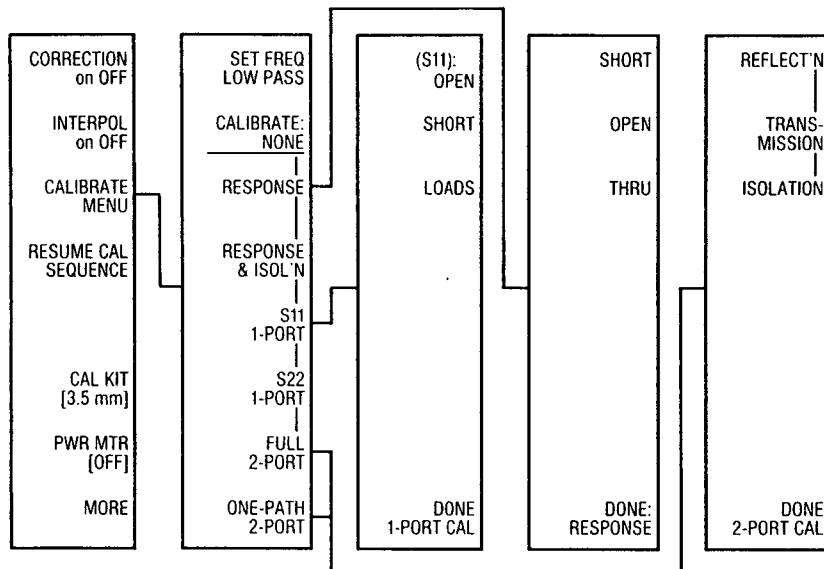 CORRECTION
on OFF
INTERPOL
on OFF
CALIBRATE
MENU
RESUME CAL
SEQUENCE
CAL KIT
[3.5 mm]
PWR MTR
[OFF]
MORE
SET FREQ
LOW PASS
CALIBRATE:
NONE
RESPONSE
RESPONSE
& ISOL'N
S11
1-PORT
S22
1-PORT
FULL
2-PORT
ONE-PATH
2-PORT
(S11):
OPEN
SHORT
LOADS
DONE
1-PORT CAL
SHORT
OPEN
THRU
DONE:
RESPONSE
REFLECT'N
TRANS-
MISSION
ISOLATION
DONE
2-PORT CAL